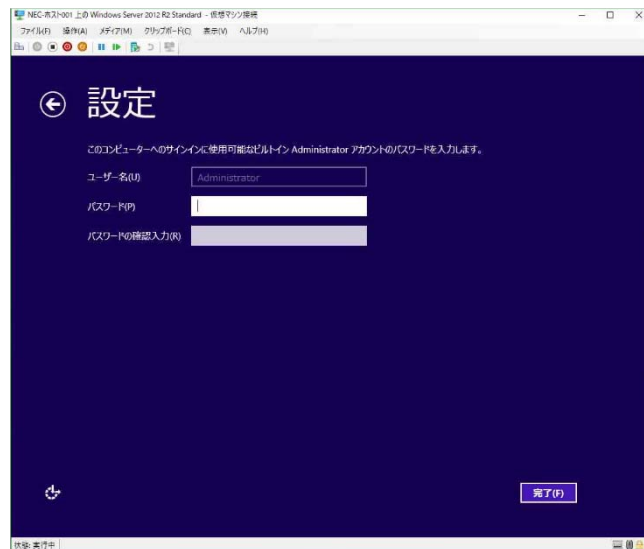 NEC-ホスト001 上の Windows Server 2012 R2 Standard - 仮想マシン接続
ファイル(F) 操作(A) メディア(M) クリップボード(C) 表示(V) ヘルプ(H)
設定
このコンピューターへのサインインに使用可能なビルトイン Administrator アカウントのパスワードを入力します。
ユーザー名(U) Administrator
パスワード(P)
パスワードの確認入力(R)
完了(F)
状態: 実行中